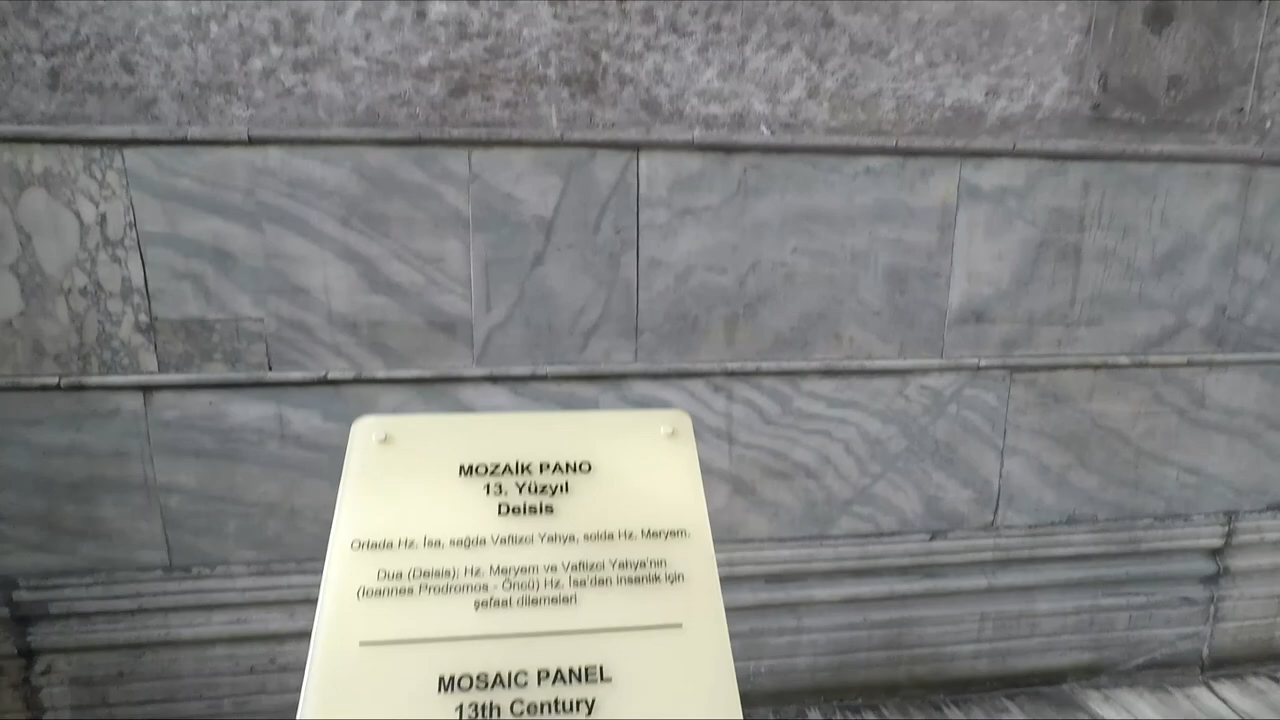 MOZAİK PANO
13. Yüzyıl
Deisis
Ortada Hz. İsa, sağda Vaftizci Yahya, solda Hz. Meryem.
Dua (Deisis); Hz. Meryem ve Vaftizci Yahya'nın
(Ioannes Prodromos - Öncü) Hz. İsa'dan insanlık için
şefaat dilemeleri
MOSAIC PANEL
13th Century